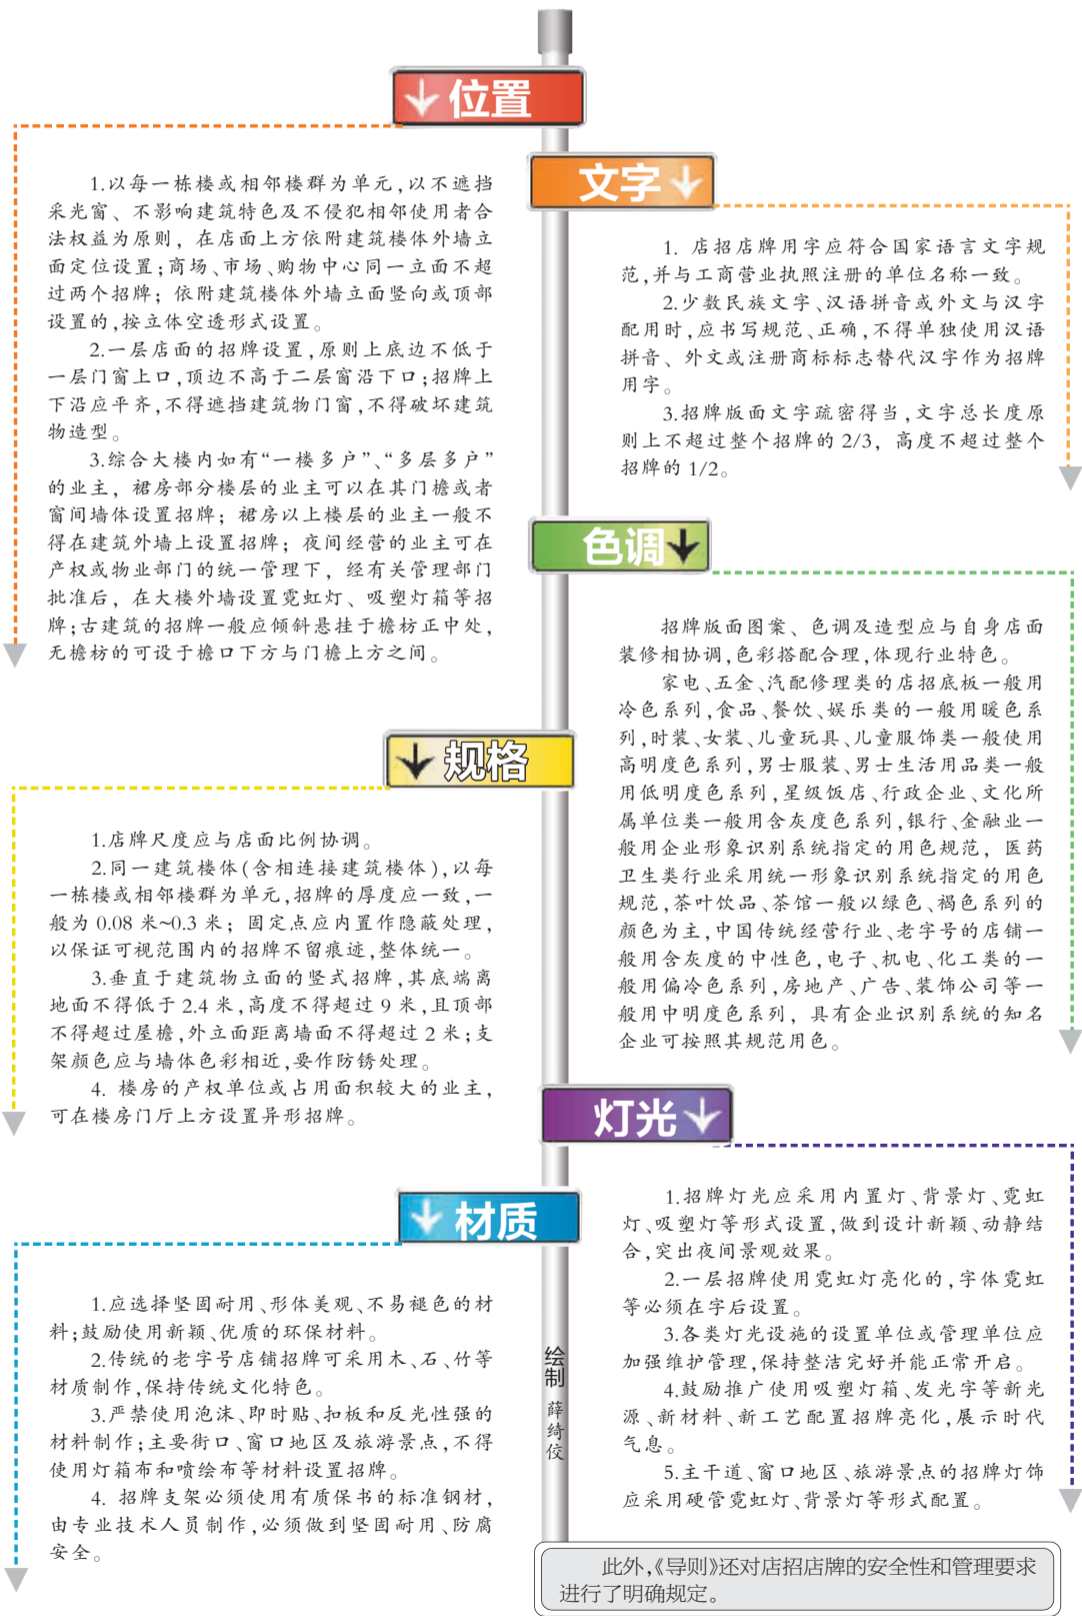 位置
1.以每一栋楼或相邻楼群为单元,以不遮挡
采光窗、不影响建筑特色及不侵犯相邻使用者合
法权益为原则，在店面上方依附建筑楼体外墙立
面定位设置;商场、市场、购物中心同一立面不超
过两个招牌；依附建筑楼体外墙立面竖向或顶部
设置的,按立体空透形式设置。
2.一层店面的招牌设置,原则上底边不低于
一层门窗上口,顶边不高于二层窗沿下口;招牌上
下沿应平齐,不得遮挡建筑物门窗,不得破坏建筑
物造型。
3.综合大楼内如有“一楼多户”、“多层多户”
的业主，裙房部分楼层的业主可以在其门檐或者
窗间墙体设置招牌；裙房以上楼层的业主一般不
得在建筑外墙上设置招牌；夜间经营的业主可在
产权或物业部门的统一管理下，经有关管理部门
批准后，在大楼外墙设置霓虹灯、吸塑灯箱等招
牌;古建筑的招牌一般应倾斜悬挂于檐枋正中处,
无檐枋的可设于檐口下方与门檐上方之间。
文字
1. 店招店牌用字应符合国家语言文字规
范,并与工商营业执照注册的单位名称一致。
2.少数民族文字、汉语拼音或外文与汉字
配用时,应书写规范、正确,不得单独使用汉语
拼音、外文或注册商标标志替代汉字作为招牌
用字。
3.招牌版面文字疏密得当,文字总长度原
则上不超过整个招牌的 2/3，高度不超过整个
招牌的 1/2。
色调
招牌版面图案、色调及造型应与自身店面
装修相协调,色彩搭配合理,体现行业特色。
家电、五金、汽配修理类的店招底板一般用
冷色系列,食品、餐饮、娱乐类的一般用暖色系
列,时装、女装、儿童玩具、儿童服饰类一般使用
高明度色系列,男士服装、男士生活用品类一般
用低明度色系列,星级饭店、行政企业、文化所
属单位类一般用含灰度色系列,银行、金融业一
般用企业形象识别系统指定的用色规范，医药
卫生类行业采用统一形象识别系统指定的用色
规范,茶叶饮品、茶馆一般以绿色、褐色系列的
颜色为主,中国传统经营行业、老字号的店铺一
般用含灰度的中性色,电子、机电、化工类的一
般用偏冷色系列,房地产、广告、装饰公司等一
般用中明度色系列，具有企业识别系统的知名
企业可按照其规范用色。
规格
1.店牌尺度应与店面比例协调。
2.同一建筑楼体(含相连接建筑楼体),以每
一栋楼或相邻楼群为单元,招牌的厚度应一致,一
般为 0.08 米~0.3 米；固定点应内置作隐蔽处理,
以保证可视范围内的招牌不留痕迹,整体统一。
3.垂直于建筑物立面的竖式招牌,其底端离
地面不得低于 2.4 米,高度不得超过 9 米,且顶部
不得超过屋檐,外立面距离墙面不得超过 2 米;支
架颜色应与墙体色彩相近,要作防锈处理。
4. 楼房的产权单位或占用面积较大的业主,
可在楼房门厅上方设置异形招牌。
灯光
1.招牌灯光应采用内置灯、背景灯、霓虹
灯、吸塑灯等形式设置,做到设计新颖、动静结
合,突出夜间景观效果。
2.一层招牌使用霓虹灯亮化的,字体霓虹
等必须在字后设置。
3.各类灯光设施的设置单位或管理单位应
加强维护管理,保持整洁完好并能正常开启。
4.鼓励推广使用吸塑灯箱、发光字等新光
源、新材料、新工艺配置招牌亮化,展示时代
气息。
5.主干道、窗口地区、旅游景点的招牌灯饰
应采用硬管霓虹灯、背景灯等形式配置。
材质
1.应选择坚固耐用、形体美观、不易褪色的材
料;鼓励使用新颖、优质的环保材料。
2.传统的老字号店铺招牌可采用木、石、竹等
材质制作,保持传统文化特色。
3.严禁使用泡沫、即时贴、扣板和反光性强的
材料制作;主要街口、窗口地区及旅游景点,不得
使用灯箱布和喷绘布等材料设置招牌。
4. 招牌支架必须使用有质保书的标准钢材,
由专业技术人员制作,必须做到坚固耐用、防腐
安全。
绘制 薛绮佼
此外,《导则》还对店招店牌的安全性和管理要求
进行了明确规定。